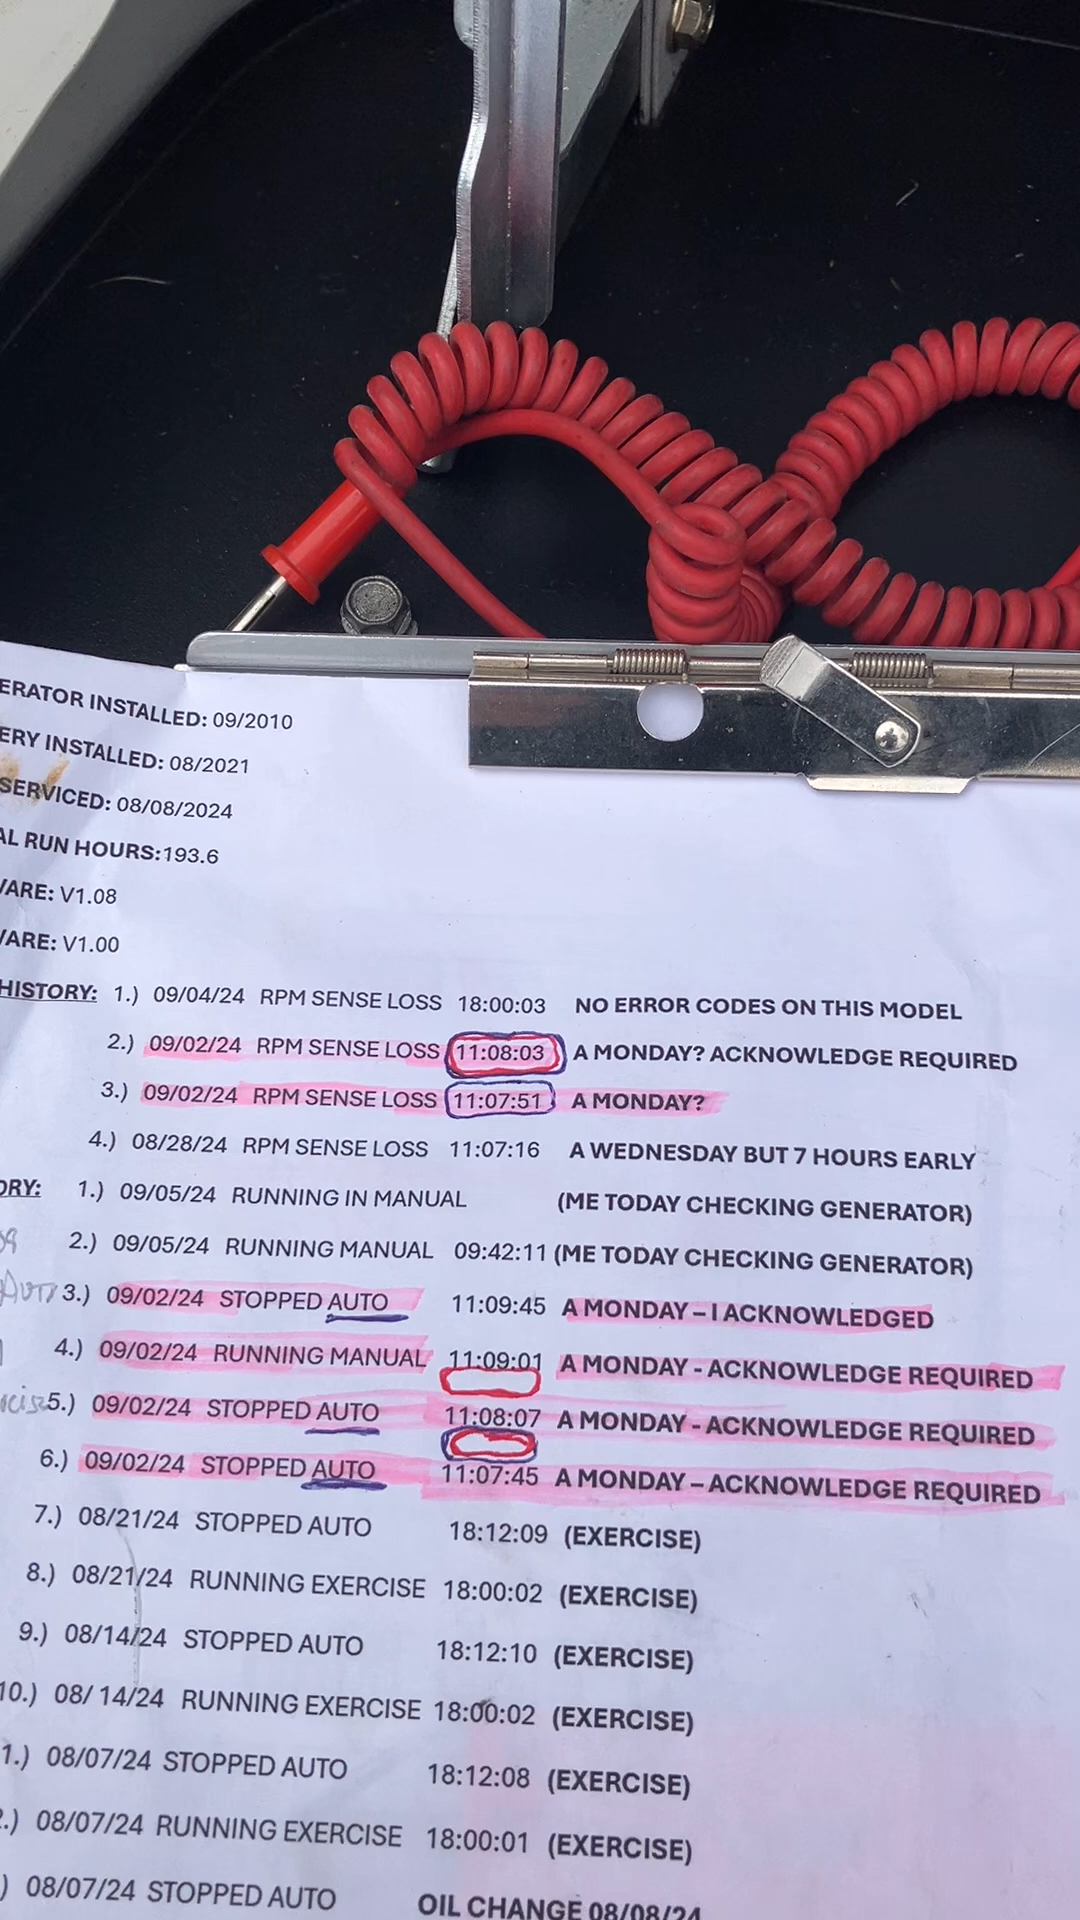 ERATOR INSTALLED: 09/2010
ERY INSTALLED: 08/2021
SERVICED: 08/08/2024
AL RUN HOURS:193.6
WARE: V1.08
WARE: V1.00
HISTORY: 1.) 09/04/24 RPM SENSE LOSS 18:00:03 NO ERROR CODES ON THIS MODEL
2.) 09/02/24 RPM SENSE LOSS 11:08:03 A MONDAY? ACKNOWLEDGE REQUIRED
3.) 09/02/24 RPM SENSE LOSS 11:07:51 A MONDAY?
4.) 08/28/24 RPM SENSE LOSS 11:07:16 A WEDNESDAY BUT 7 HOURS EARLY
ORY: 1.) 09/05/24 RUNNING IN MANUAL (ME TODAY CHECKING GENERATOR)
2.) 09/05/24 RUNNING MANUAL 09:42:11 (ME TODAY CHECKING GENERATOR)
3.) 09/02/24 STOPPED AUTO 11:09:45 A MONDAY – I ACKNOWLEDGED
4.) 09/02/24 RUNNING MANUAL 11:09:01 A MONDAY - ACKNOWLEDGE REQUIRED
5.) 09/02/24 STOPPED AUTO 11:08:07 A MONDAY - ACKNOWLEDGE REQUIRED
6.) 09/02/24 STOPPED AUTO 11:07:45 A MONDAY – ACKNOWLEDGE REQUIRED
7.) 08/21/24 STOPPED AUTO 18:12:09 (EXERCISE)
8.) 08/21/24 RUNNING EXERCISE 18:00:02 (EXERCISE)
9.) 08/14/24 STOPPED AUTO 18:12:10 (EXERCISE)
10.) 08/ 14/24 RUNNING EXERCISE 18:00:02 (EXERCISE)
1.) 08/07/24 STOPPED AUTO 18:12:08 (EXERCISE)
2.) 08/07/24 RUNNING EXERCISE 18:00:01 (EXERCISE)
) 08/07/24 STOPPED AUTO OIL CHANGE 08/08/24